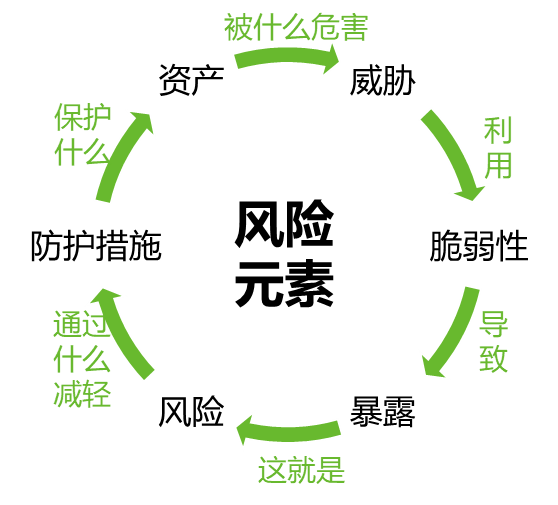 被什么危害
资产
威胁
保护
什么
利
用
风险
元素
防护措施
脆弱性
通过
什么
减轻
导
致
风险
暴露
这就是